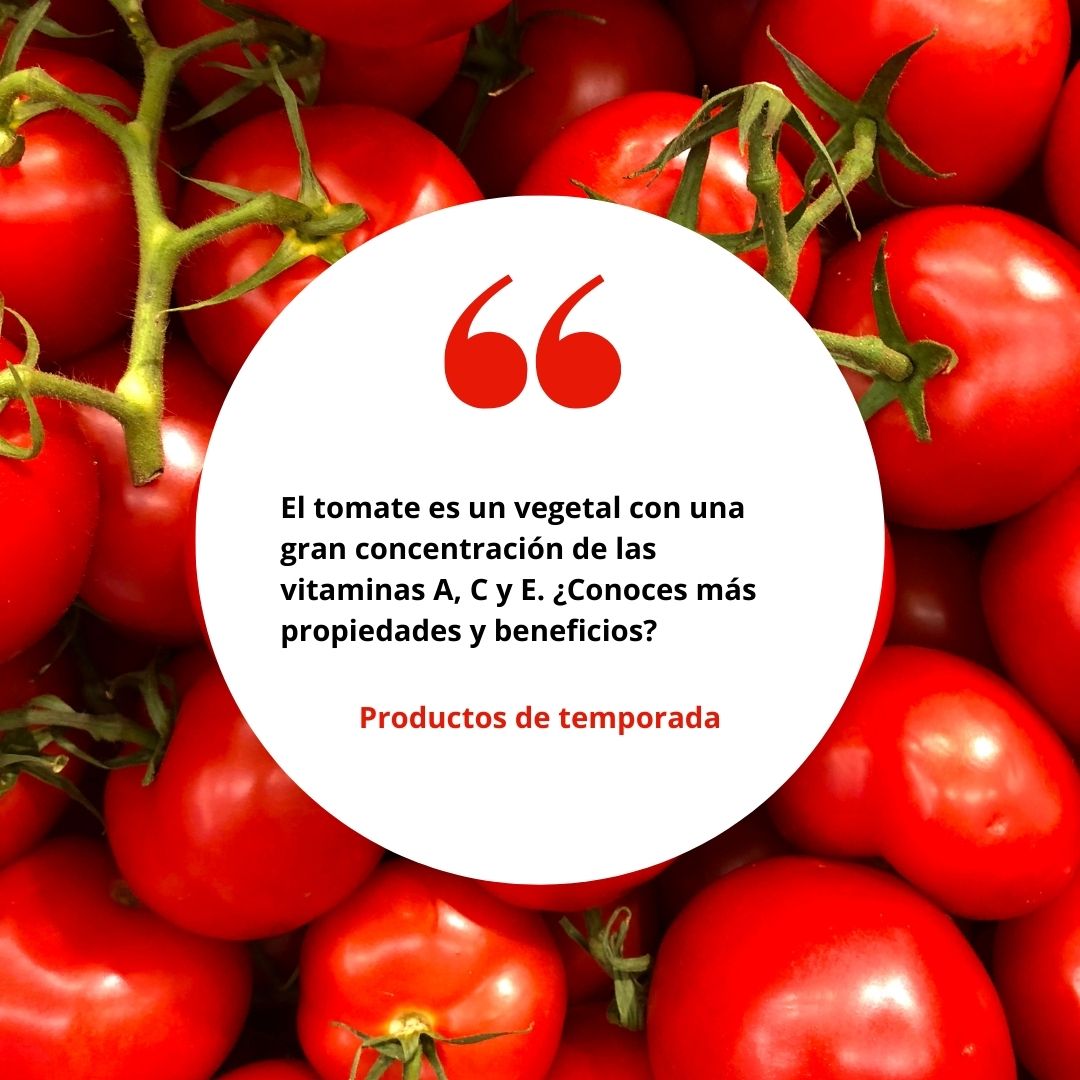 “
El tomate es un vegetal con una
gran concentración de las
vitaminas A, C y E. ¿Conoces más
propiedades y beneficios?
Productos de temporada